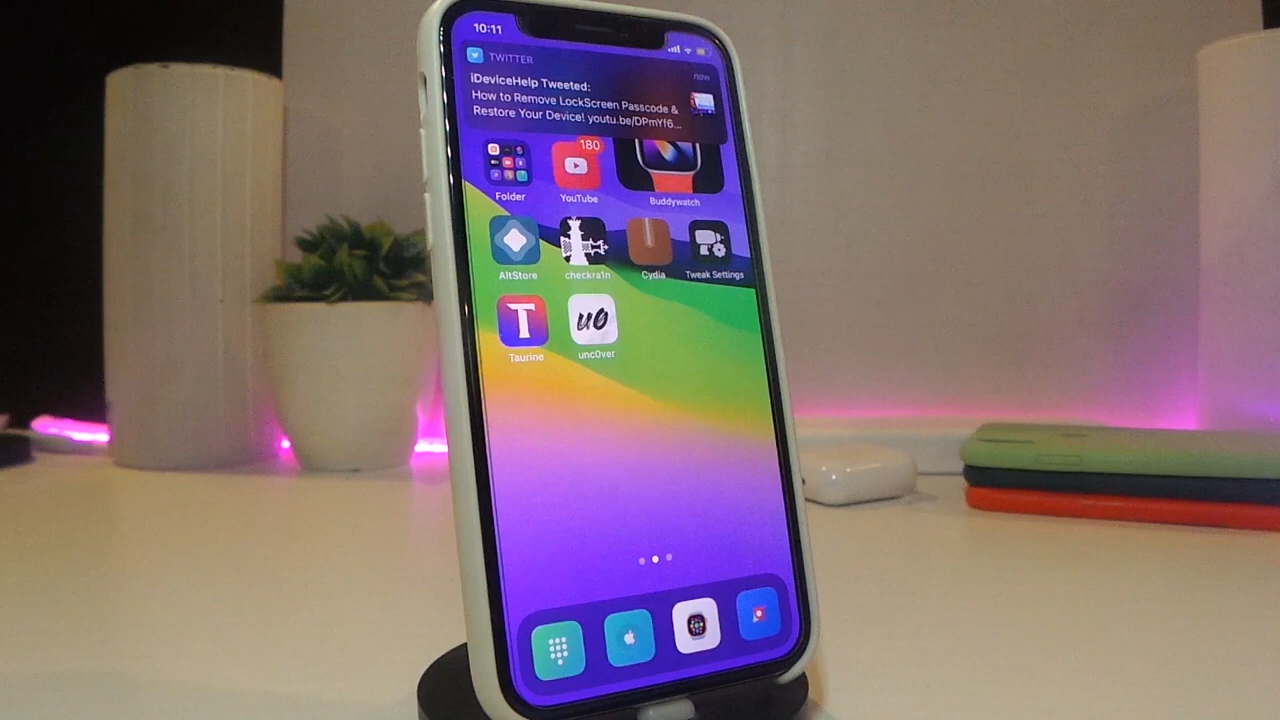 10:11
TWITTER
now
iDeviceHelp Tweeted:
How to Remove LockScreen Passcode &
Restore Your Device! youtu.be/DPmYf6...
180
Folder
YouTube
Buddywatch
AltStore
checkra1n
Cydia
Tweak Settings
T
u0
Taurine
unc0ver